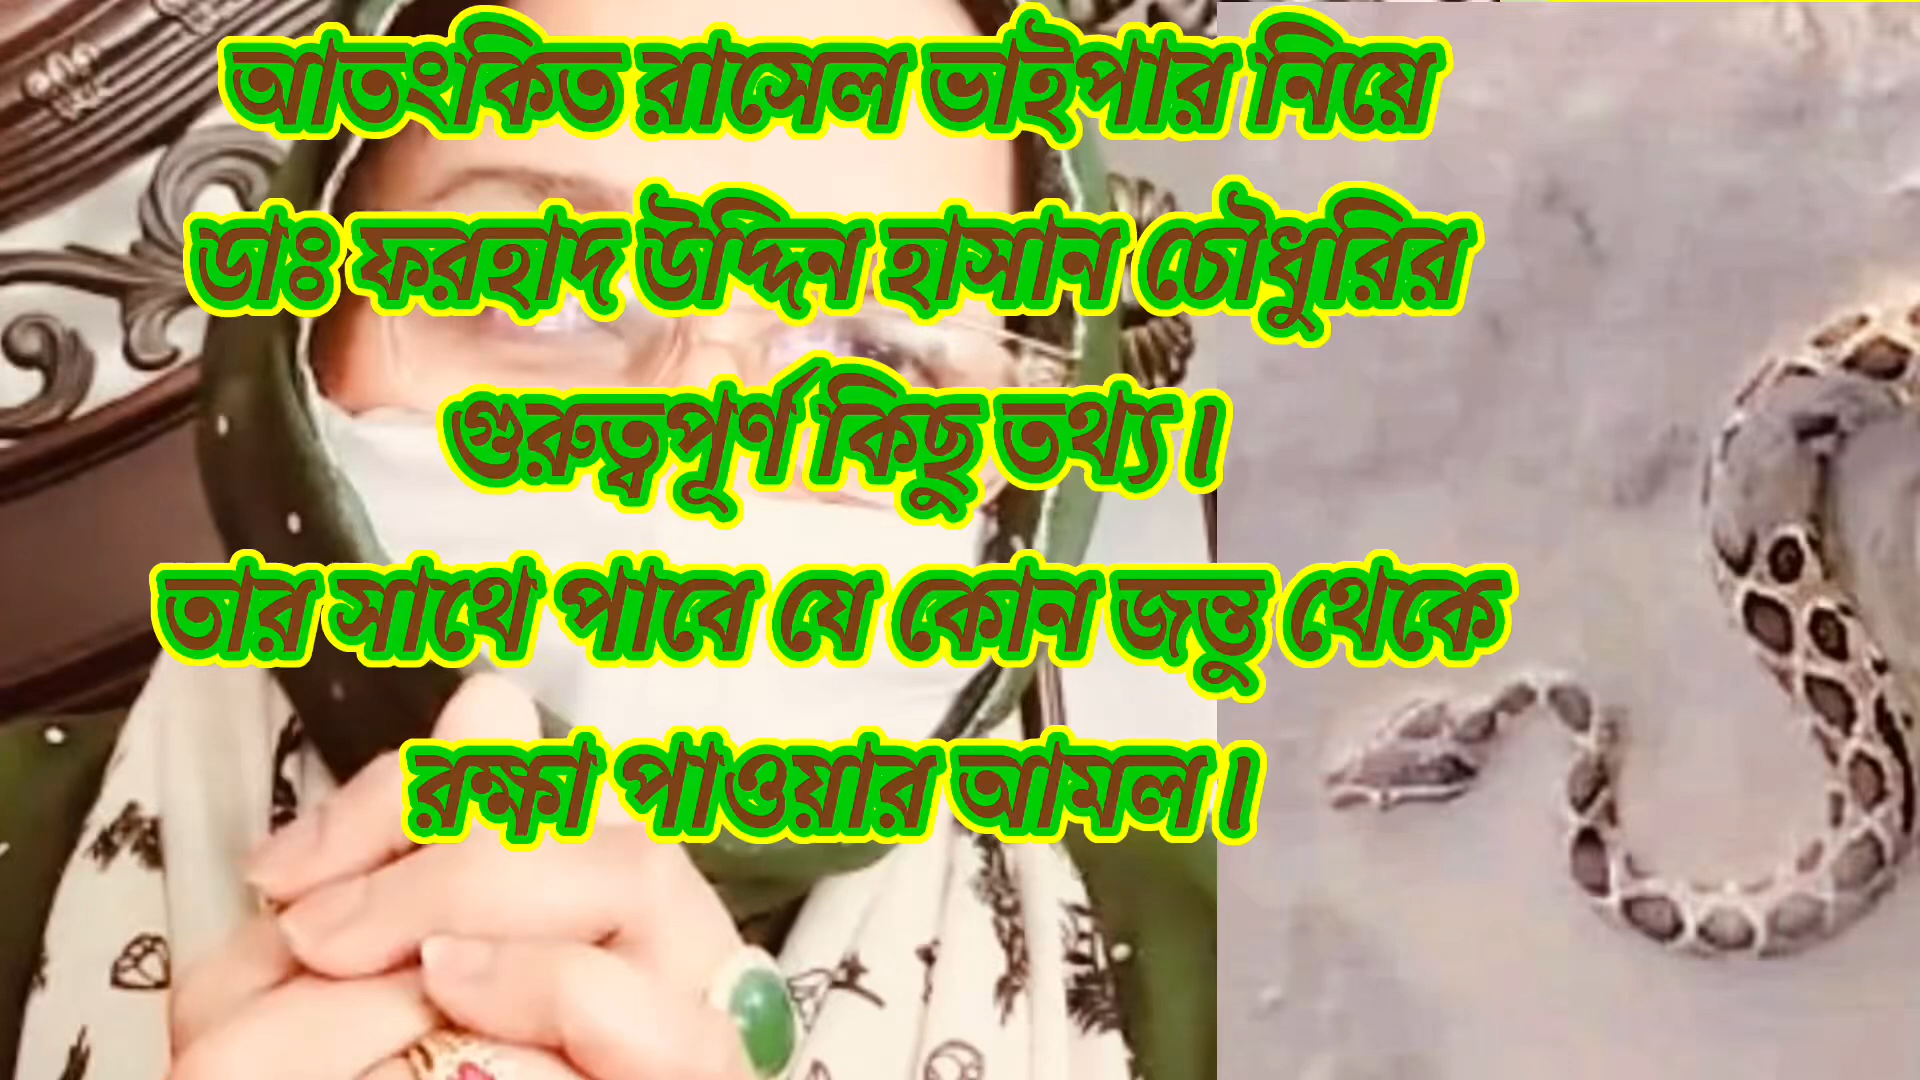 আতংকিত রাসেল ভাইপার নিয়ে
ডাঃ ফরহাদ উদ্দিন হাসান চৌধুরির
গুরুত্বপূর্ণ কিছু তথ্য।
তার সাথে পাবে যে কোন জন্তু থেকে
রক্ষা পাওয়ার আমল।